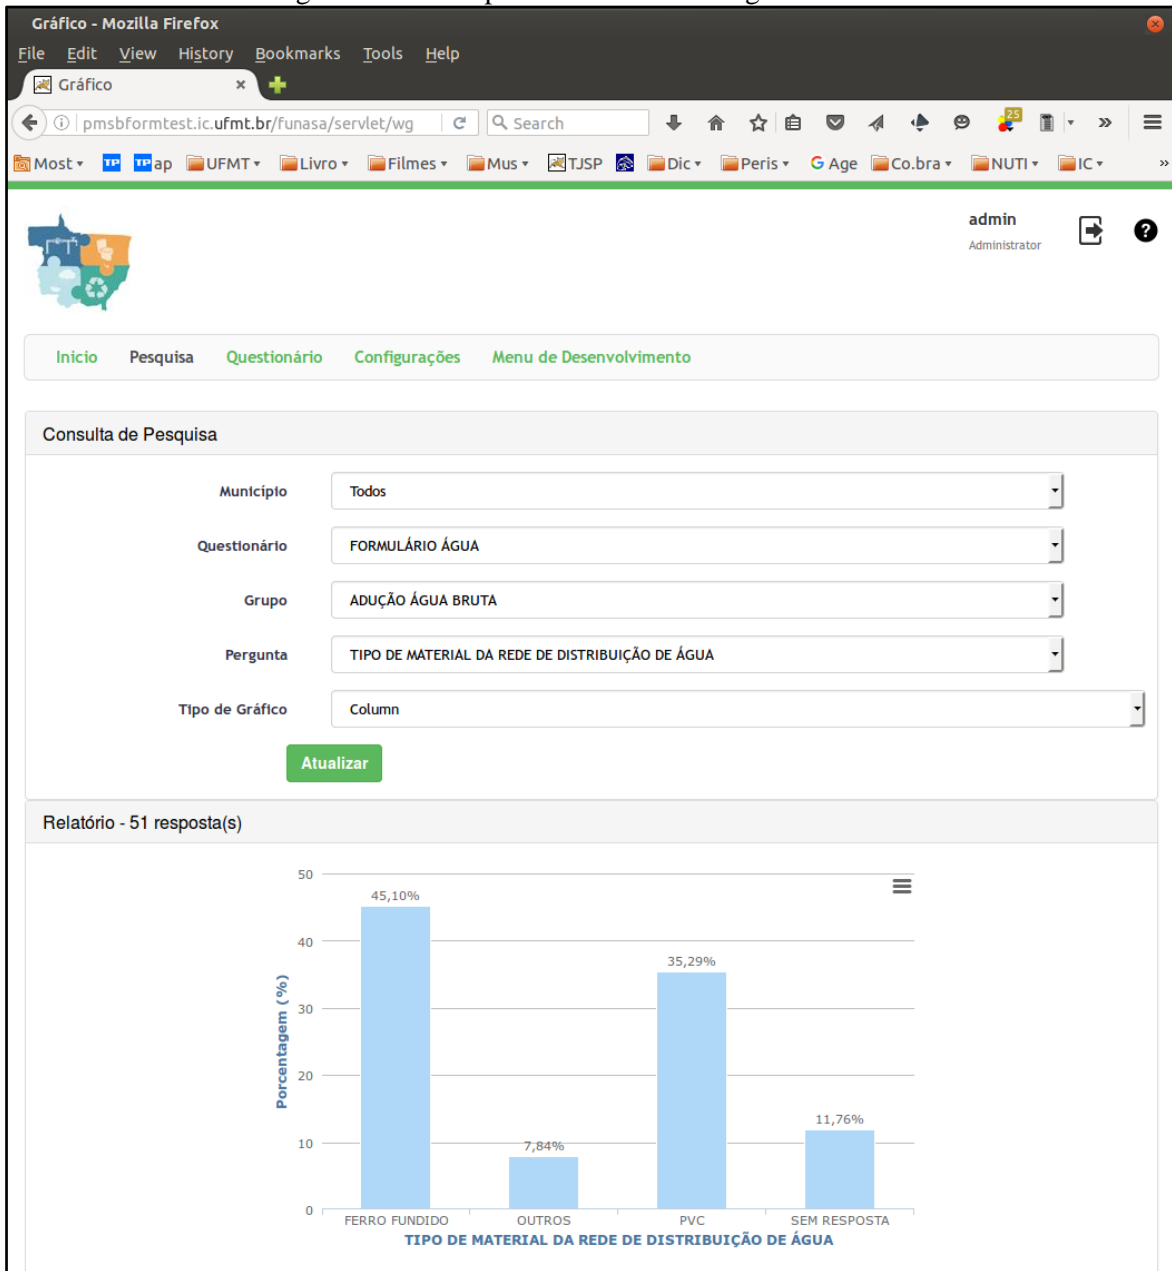 Gráfico - Mozilla Firefox
File Edit View History Bookmarks Tools Help
Gráfico
pmsbformtest.ic.ufmt.br/funasa/servlet/wg Search 25
Most TP TP ap UFMT Livro Filmes Mus TJSP Dic Peris G Age Co.bra NUTI IC »
admin
Administrator
Inicio Pesquisa Questionário Configurações Menu de Desenvolvimento
Consulta de Pesquisa
Município Todos
Questionário FORMULÁRIO ÁGUA
Grupo ADUÇÃO ÁGUA BRUTA
Pergunta TIPO DE MATERIAL DA REDE DE DISTRIBUIÇÃO DE ÁGUA
Tipo de Gráfico Column
Atualizar
Relatório - 51 resposta(s)
50
45,10%
40
35,29%
30
20
11,76%
10
7,84%
0
Porcentagem (%)
FERRO FUNDIDO OUTROS PVC SEM RESPOSTA
TIPO DE MATERIAL DA REDE DE DISTRIBUIÇÃO DE ÁGUA